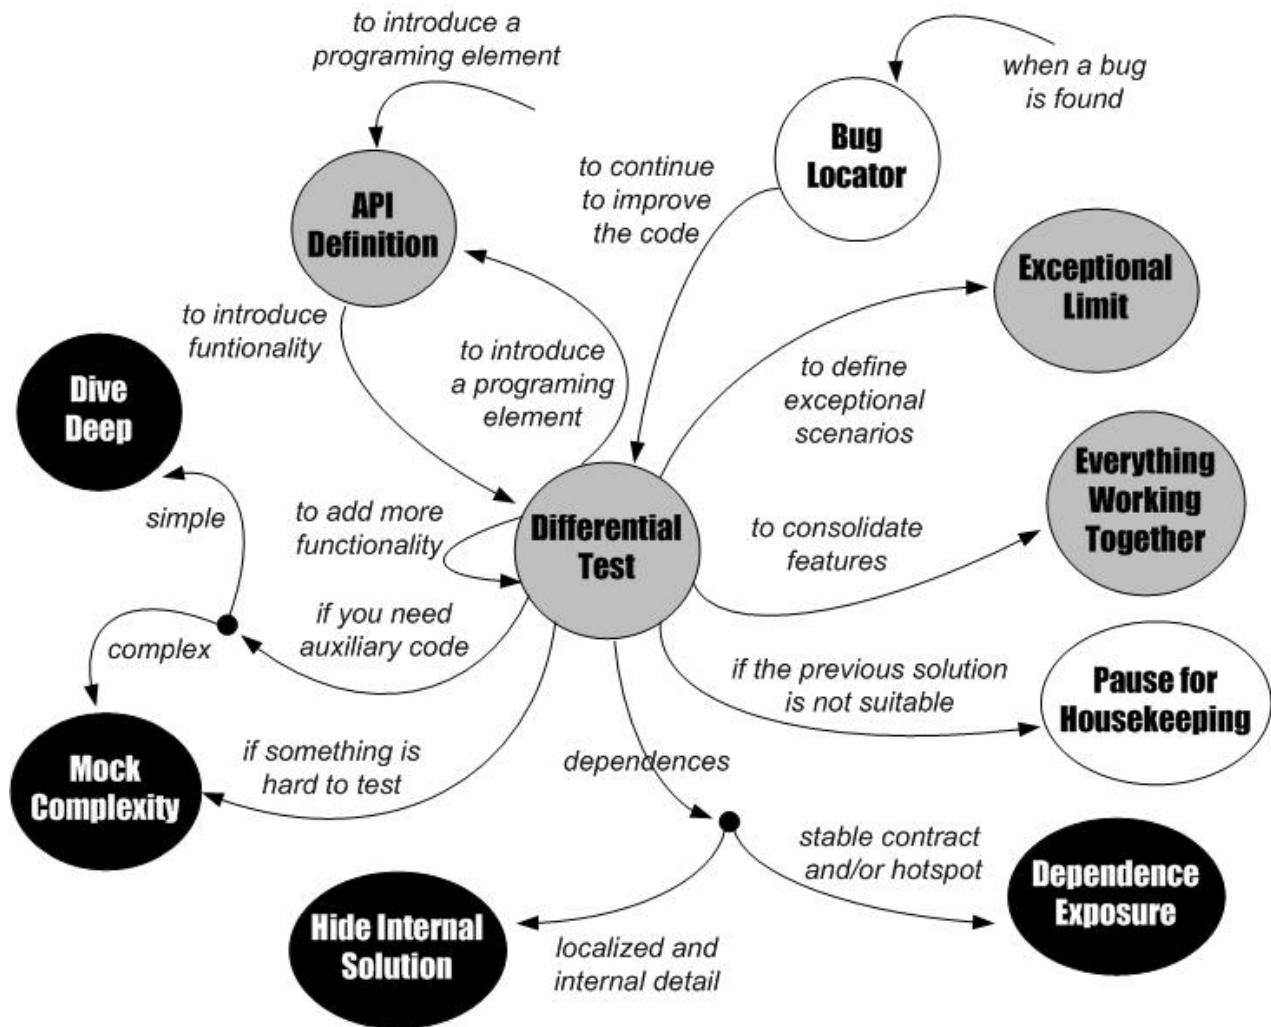 to introduce a
programing element
when a bug
is found
Bug
Locator
to continue
to improve
the code
API
Definition
Exceptional
Limit
to introduce
funtionality
to introduce
a programing
element
to define
exceptional
scenarios
Dive
Deep
Everything
Working
Together
simple
to add more
functionality
Differential
Test
to consolidate
features
if you need
auxiliary code
complex
if the previous solution
is not suitable
Pause for
Housekeeping
Mock
Complexity
if something is
hard to test
dependences
stable contract
and/or hotspot
Dependence
Exposure
Hide Internal
Solution
localized and
internal detail